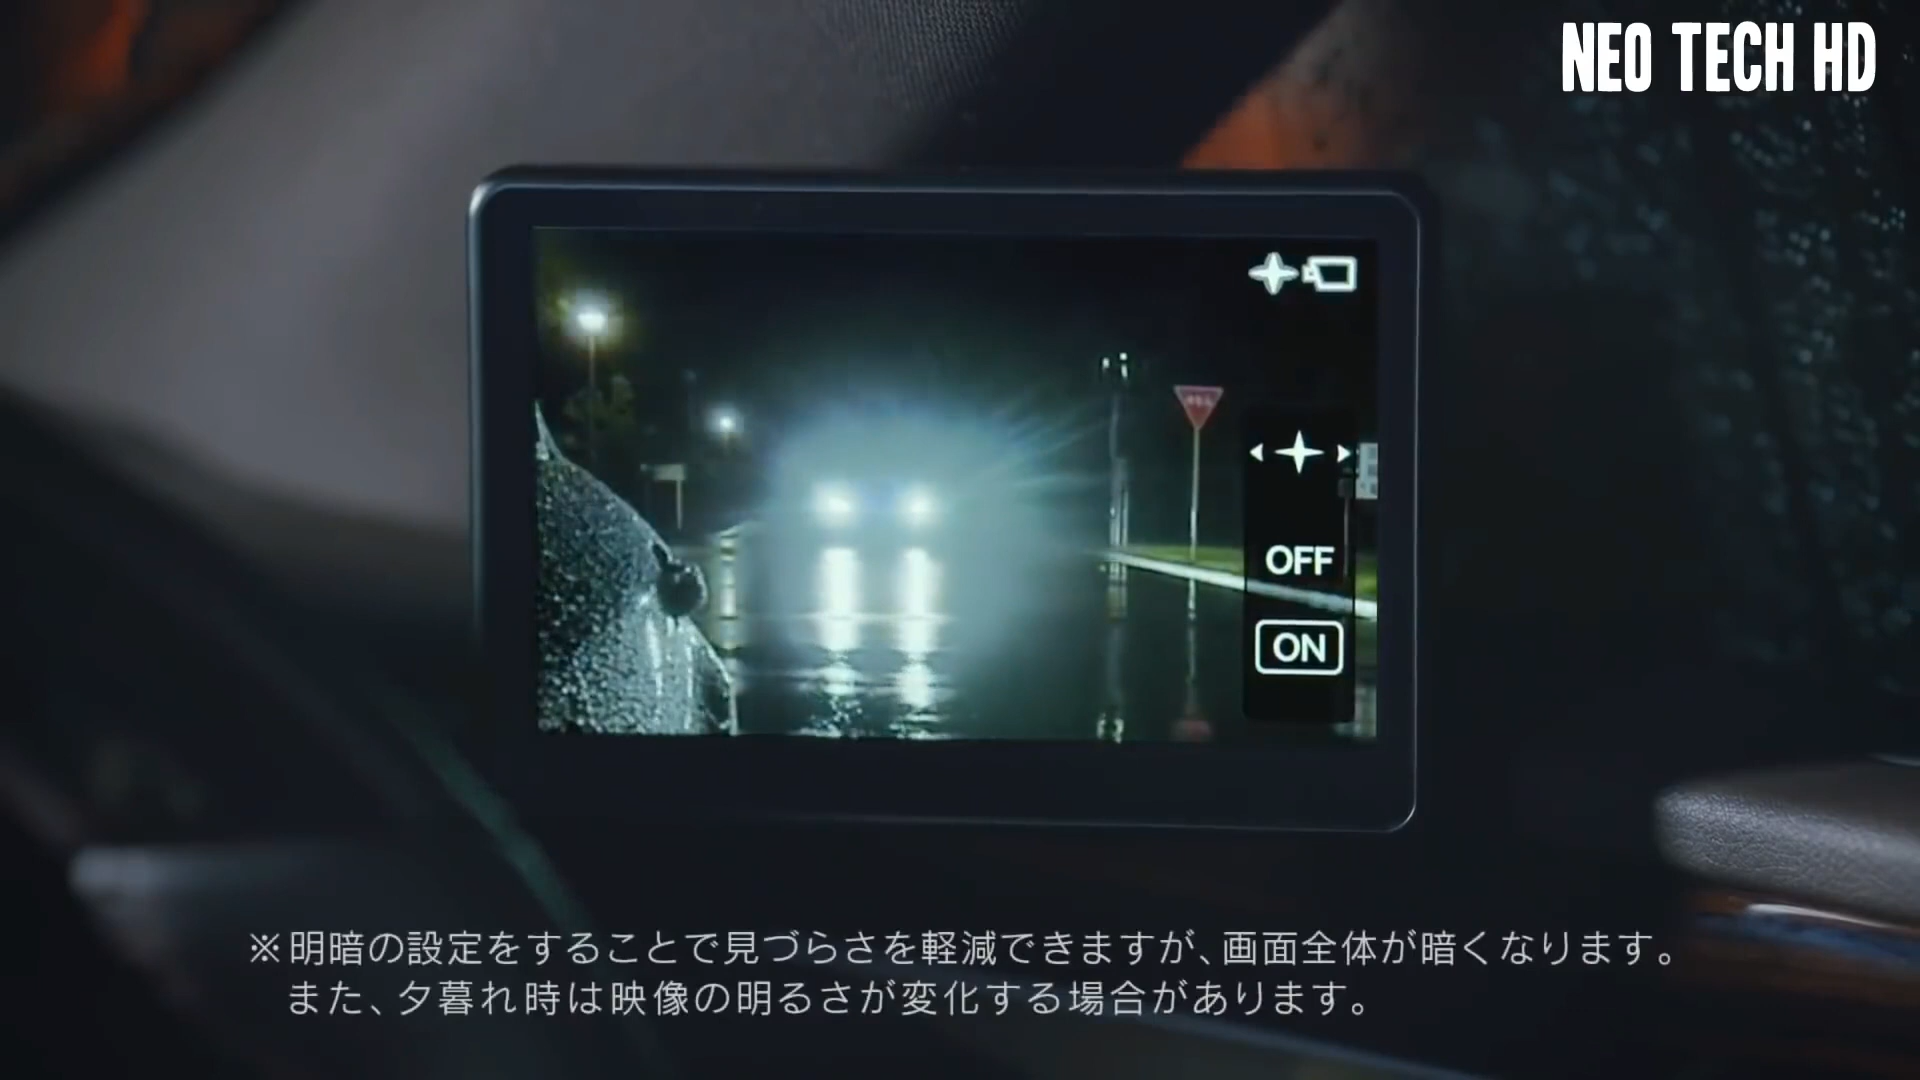 NEO TECH HD
OFF
ON
※明暗の設定をすることで見づらさを軽減できますが、画面全体が暗くなります。
また、夕暮れ時は映像の明るさが変化する場合があります。